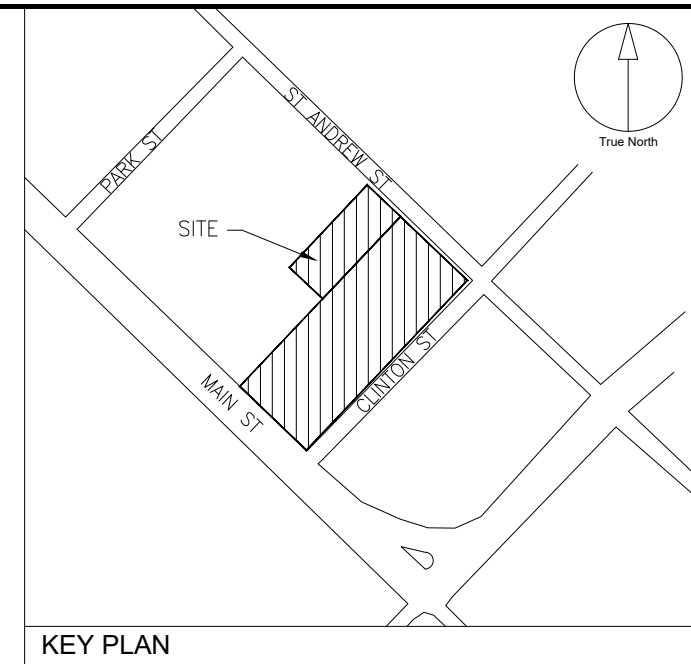 ST ANDREW ST
True North
PARK ST
SITE
MAIN ST
CLINTON ST
KEY PLAN